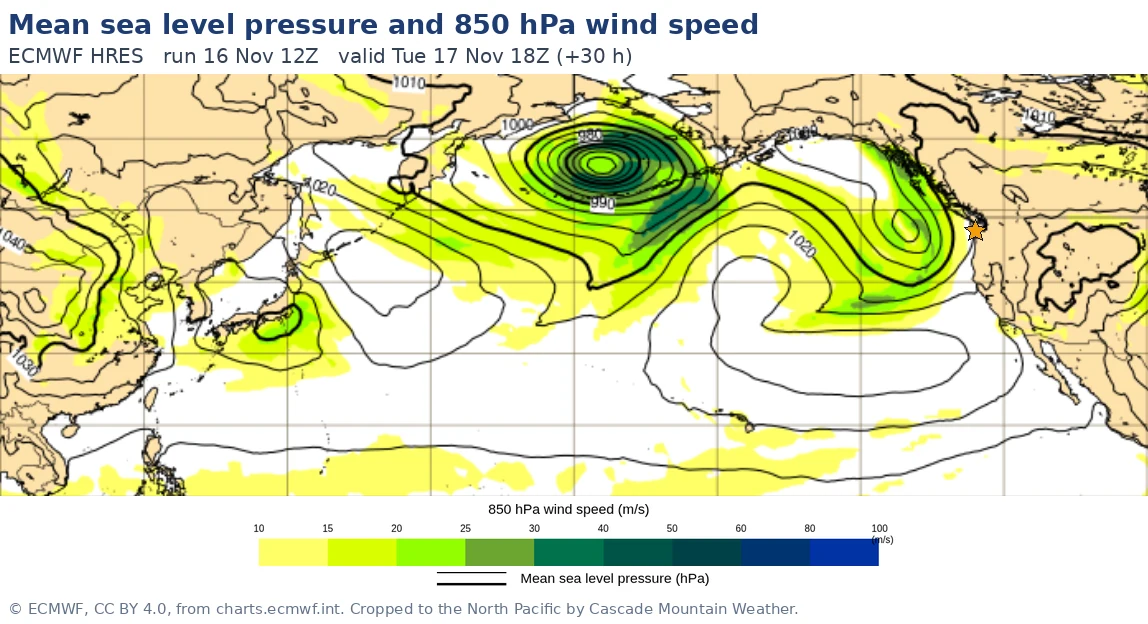 Mean sea level pressure and 850 hPa wind speed
ECMWF HRES run 16 Nov 12Z valid Tue 17 Nov 18Z (+30 h)
1010
1000
980
1010
1020
990
1020
1040
1030
850 hPa wind speed (m/s)
10 15 20 25 30 40 50 60 80 100
(m/s)
Mean sea level pressure (hPa)
© ECMWF, CC BY 4.0, from charts.ecmwf.int. Cropped to the North Pacific by Cascade Mountain Weather.